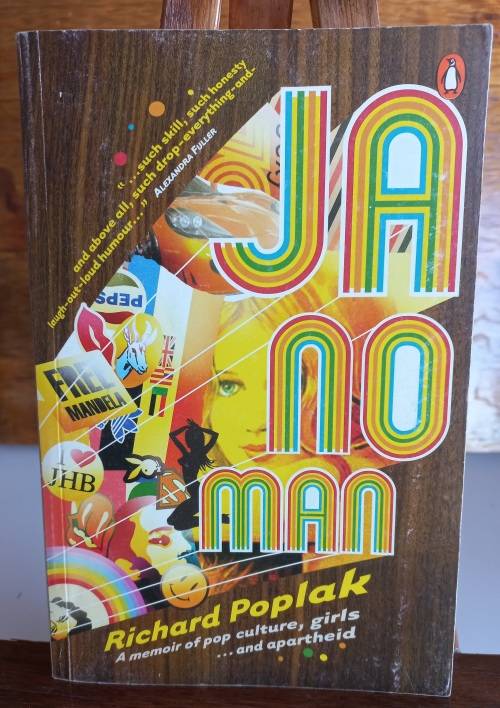 "...such skill, such honesty
and above all, such drop-everything-and-
laugh-out-loud humour..." ALEXANDRA FULLER
JA
NO
MAN
PEPSI
FREE
MANDELA
I
JHB
Richard Poplak
A memoir of pop culture, girls
...and apartheid